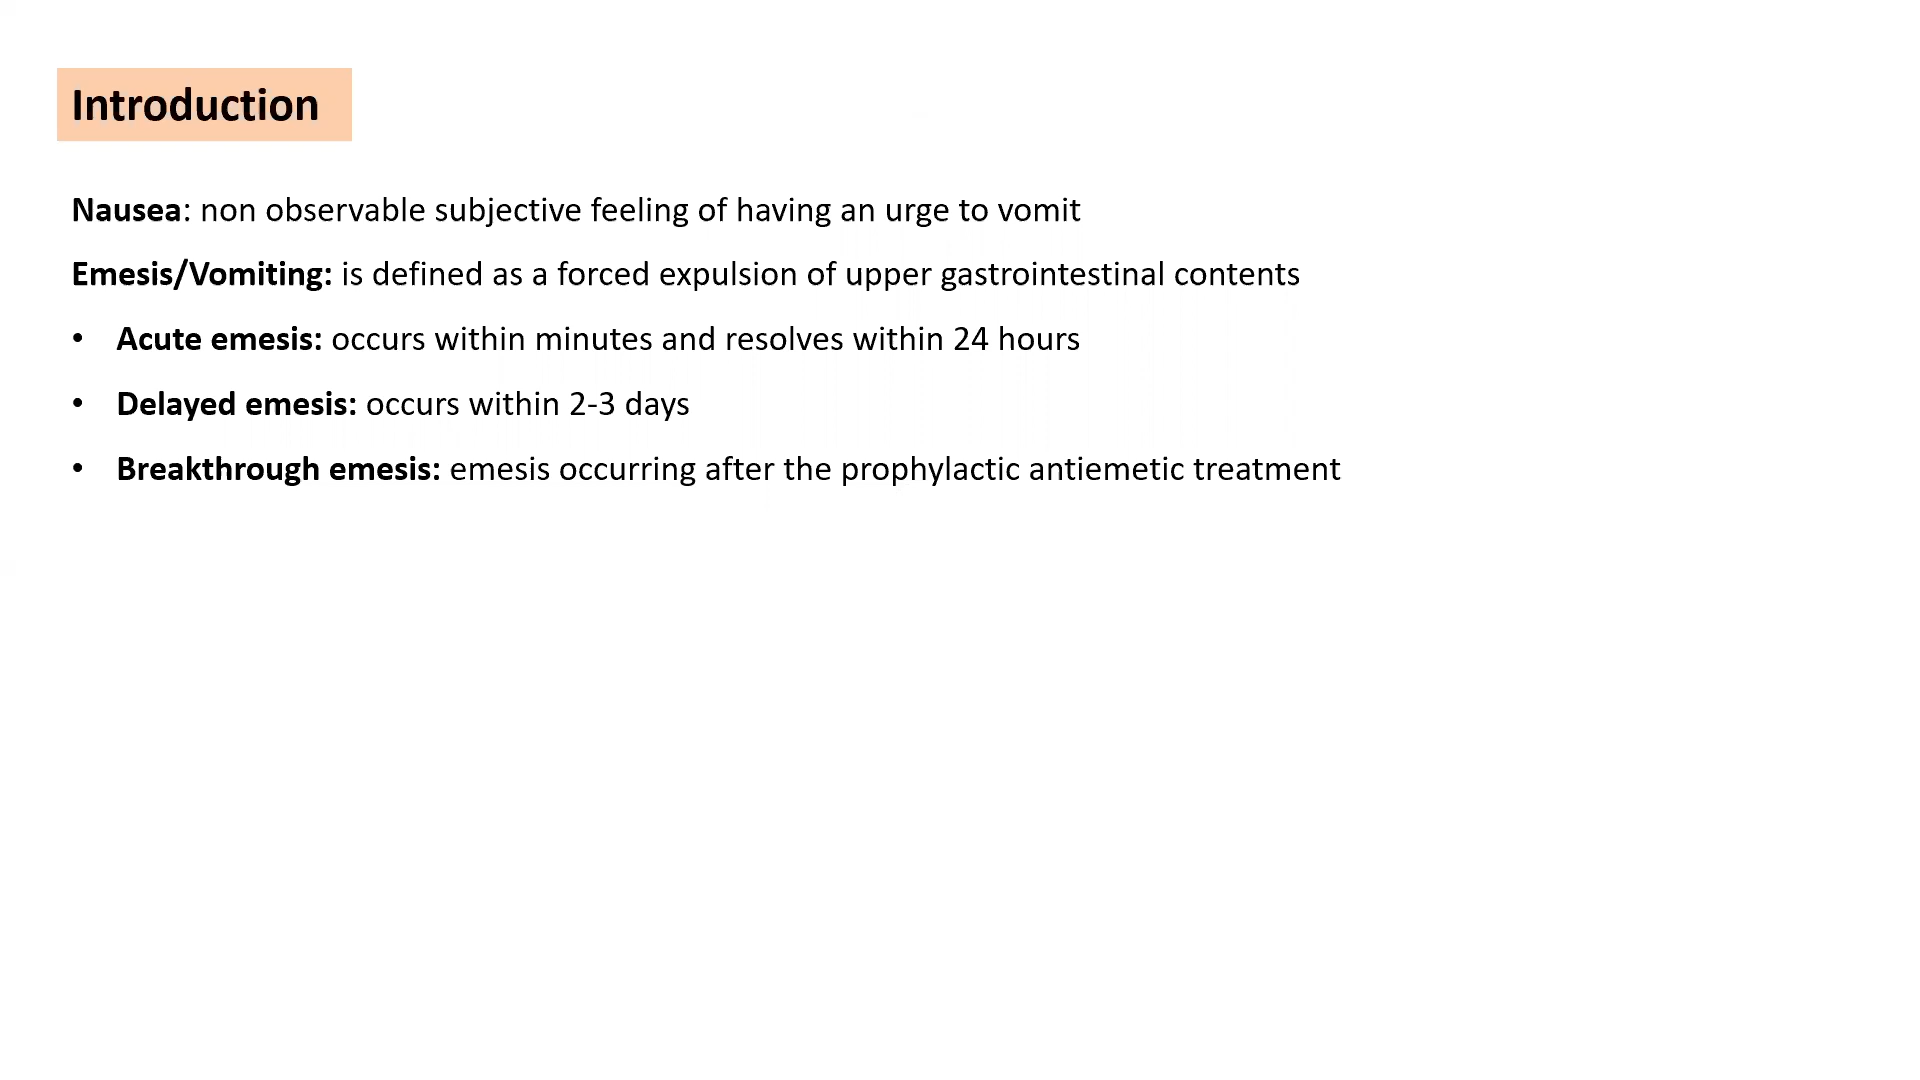 Introduction
Nausea: non observable subjective feeling of having an urge to vomit
Emesis/Vomiting: is defined as a forced expulsion of upper gastrointestinal contents
• Acute emesis: occurs within minutes and resolves within 24 hours
• Delayed emesis: occurs within 2-3 days
• Breakthrough emesis: emesis occurring after the prophylactic antiemetic treatment